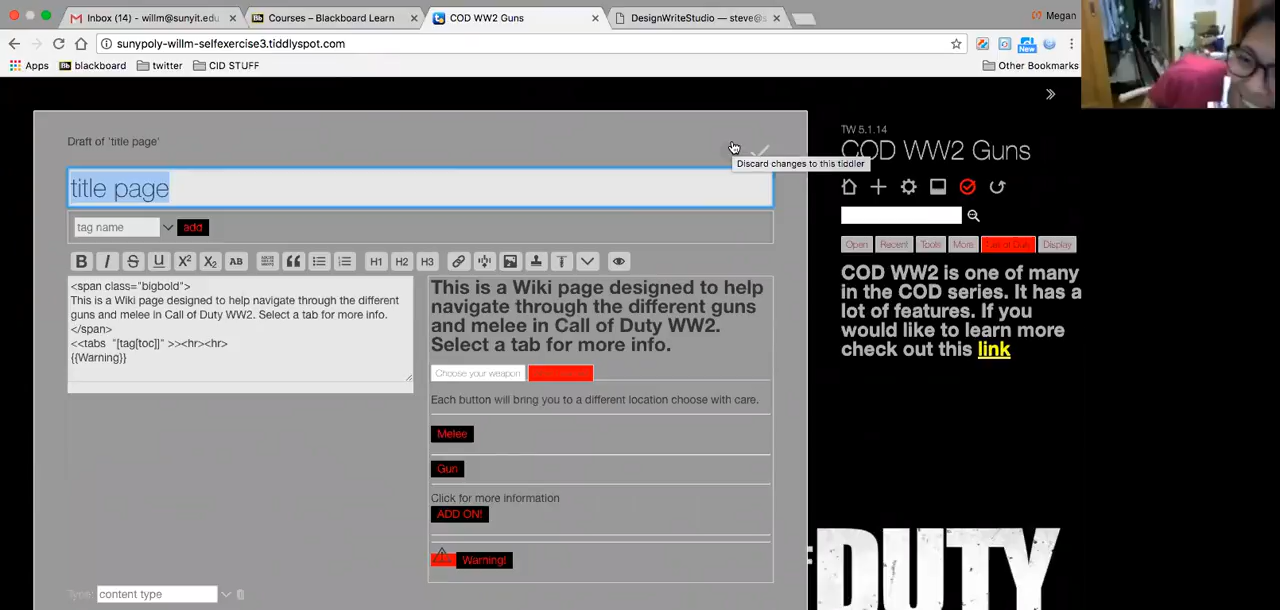 Inbox (14) - willm@sunyit.edu
Courses – Blackboard Learn
COD WW2 Guns
DesignWriteStudio — steve@s
Megan
sunypoly-willm-selfexercise3.tiddlyspot.com
New
Apps
Bb blackboard
twitter
CID STUFF
Other Bookmarks
Draft of 'title page'
Discard changes to this tiddler
title page
tag name
add
B I S U X² X₂ AB
H1 H2 H3
<span class="bigbold">
This is a Wiki page designed to help navigate through the different
guns and melee in Call of Duty WW2. Select a tab for more info.
</span>
<<tabs "[tag[toc]]" >><hr><hr>
{{Warning}}
This is a Wiki page designed to help
navigate through the different guns
and melee in Call of Duty WW2.
Select a tab for more info.
Choose your weapon
Each button will bring you to a different location choose with care.
Melee
Gun
Click for more information
ADD ON!
Warning!
Type:
content type
TW 5.1.14
COD WW2 Guns
Open
Recent
Tools
More
Display
COD WW2 is one of many
in the COD series. It has a
lot of features. If you
would like to learn more
check out this link
DUTY